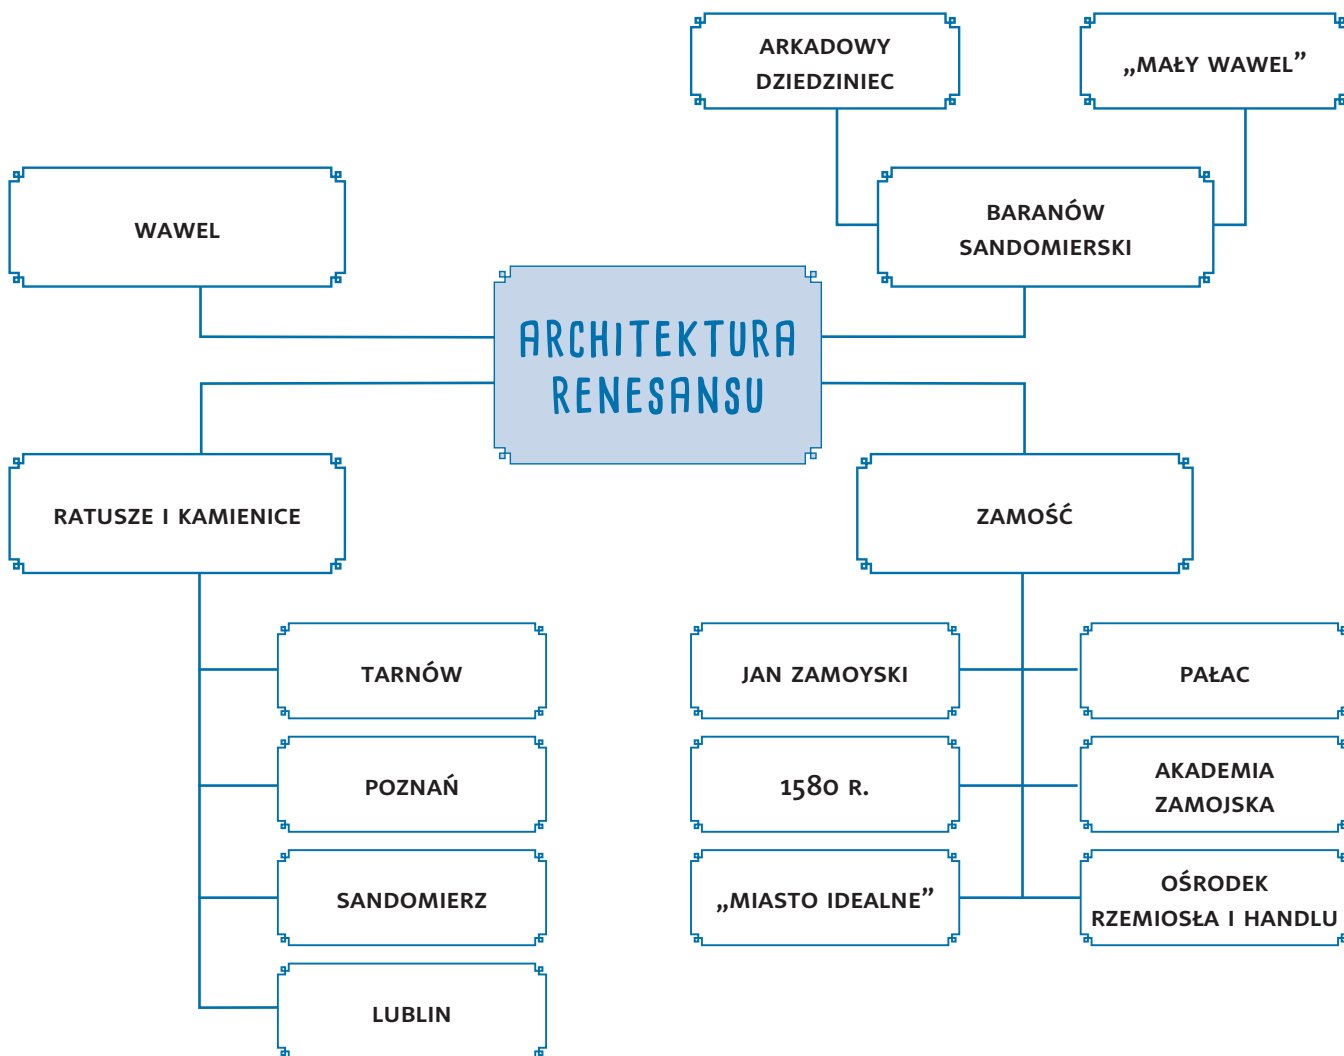 ARKADOWY
DZIEDZINIEC
„MAŁY WAWEL”
WAWEL
BARANÓW
SANDOMIERSKI
ARCHITEKTURA
RENESANSU
RATUSZE I KAMIENICE
ZAMOŚĆ
TARNÓW
POZNAŃ
SANDOMIERZ
LUBLIN
JAN ZAMOYSKI
1580 R.
„MIASTO IDEALNE”
PAŁAC
AKADEMIA
ZAMOJSKA
OŚRODEK
RZEMIOSŁA I HANDLU